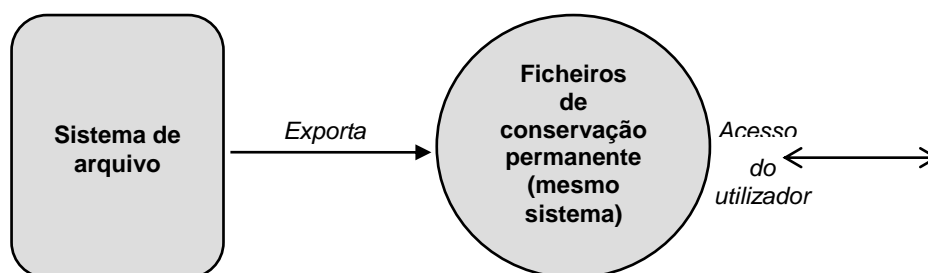 Sistema de
arquivo
Exporta
Ficheiros
de
conservação
permanente
(mesmo
sistema)
Acesso
do
utilizador